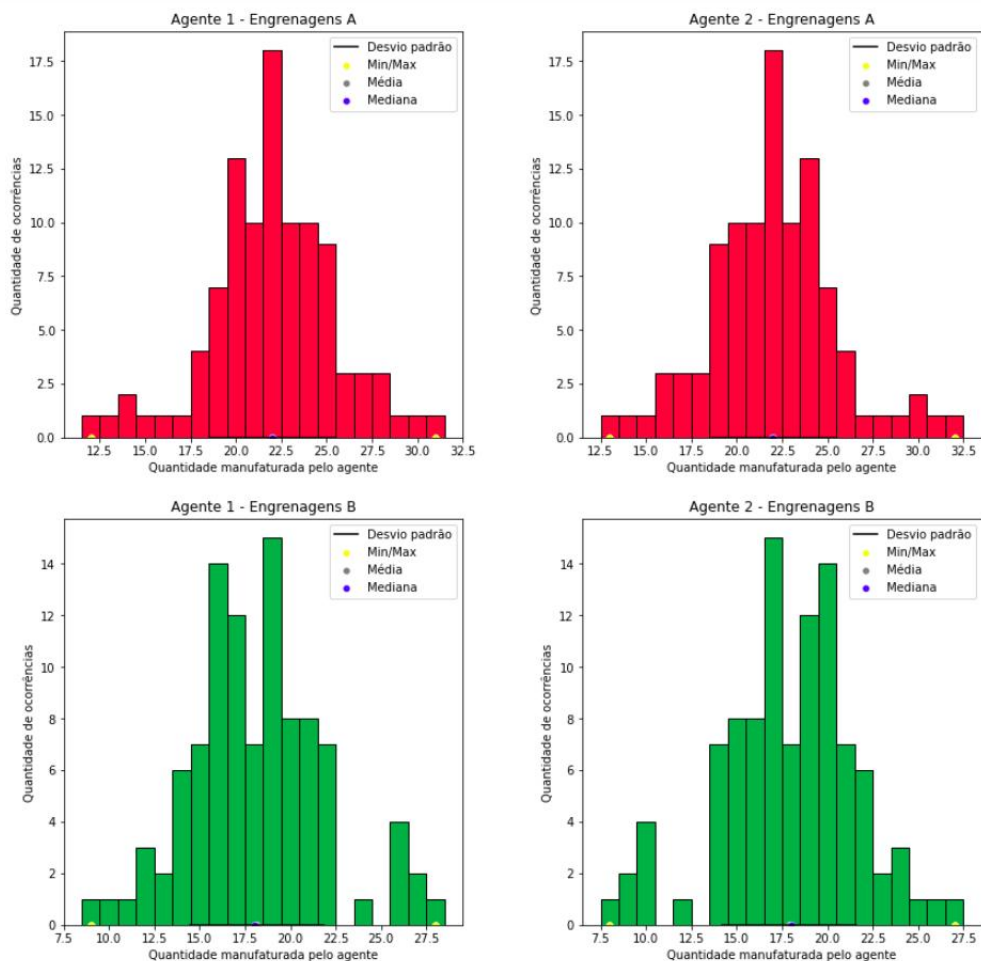 Agente 1 - Engrenagens A
Desvio padrão
Min/Max
Média
Mediana
17.5
15.0
12.5
10.0
7.5
5.0
2.5
0.0
Quantidade de ocorrências
12.5 15.0 17.5 20.0 22.5 25.0 27.5 30.0 32.5
Quantidade manufaturada pelo agente
Agente 2 - Engrenagens A
Desvio padrão
Min/Max
Média
Mediana
17.5
15.0
12.5
10.0
7.5
5.0
2.5
0.0
Quantidade de ocorrências
12.5 15.0 17.5 20.0 22.5 25.0 27.5 30.0 32.5
Quantidade manufaturada pelo agente
Agente 1 - Engrenagens B
Desvio padrão
Min/Max
Média
Mediana
14
12
10
8
6
4
2
0
Quantidade de ocorrências
7.5 10.0 12.5 15.0 17.5 20.0 22.5 25.0 27.5
Quantidade manufaturada pelo agente
Agente 2 - Engrenagens B
Desvio padrão
Min/Max
Média
Mediana
14
12
10
8
6
4
2
0
Quantidade de ocorrências
7.5 10.0 12.5 15.0 17.5 20.0 22.5 25.0 27.5
Quantidade manufaturada pelo agente